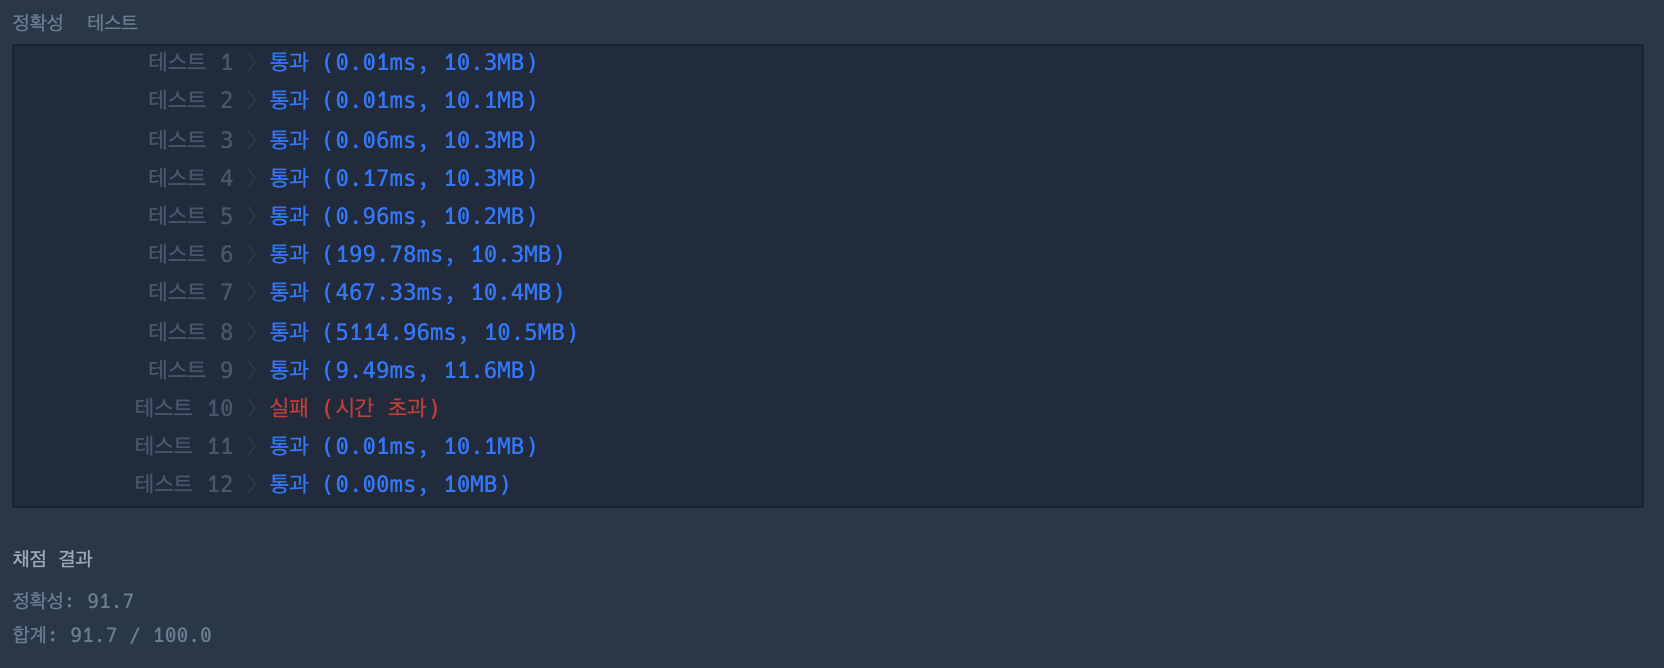 정확성 테스트
테스트 1 〉 통과 (0.01ms, 10.3MB)
테스트 2 〉 통과 (0.01ms, 10.1MB)
테스트 3 〉 통과 (0.06ms, 10.3MB)
테스트 4 〉 통과 (0.17ms, 10.3MB)
테스트 5 〉 통과 (0.96ms, 10.2MB)
테스트 6 〉 통과 (199.78ms, 10.3MB)
테스트 7 〉 통과 (467.33ms, 10.4MB)
테스트 8 〉 통과 (5114.96ms, 10.5MB)
테스트 9 〉 통과 (9.49ms, 11.6MB)
테스트 10 〉 실패 (시간 초과)
테스트 11 〉 통과 (0.01ms, 10.1MB)
테스트 12 〉 통과 (0.00ms, 10MB)
채점 결과
정확성: 91.7
합계: 91.7 / 100.0